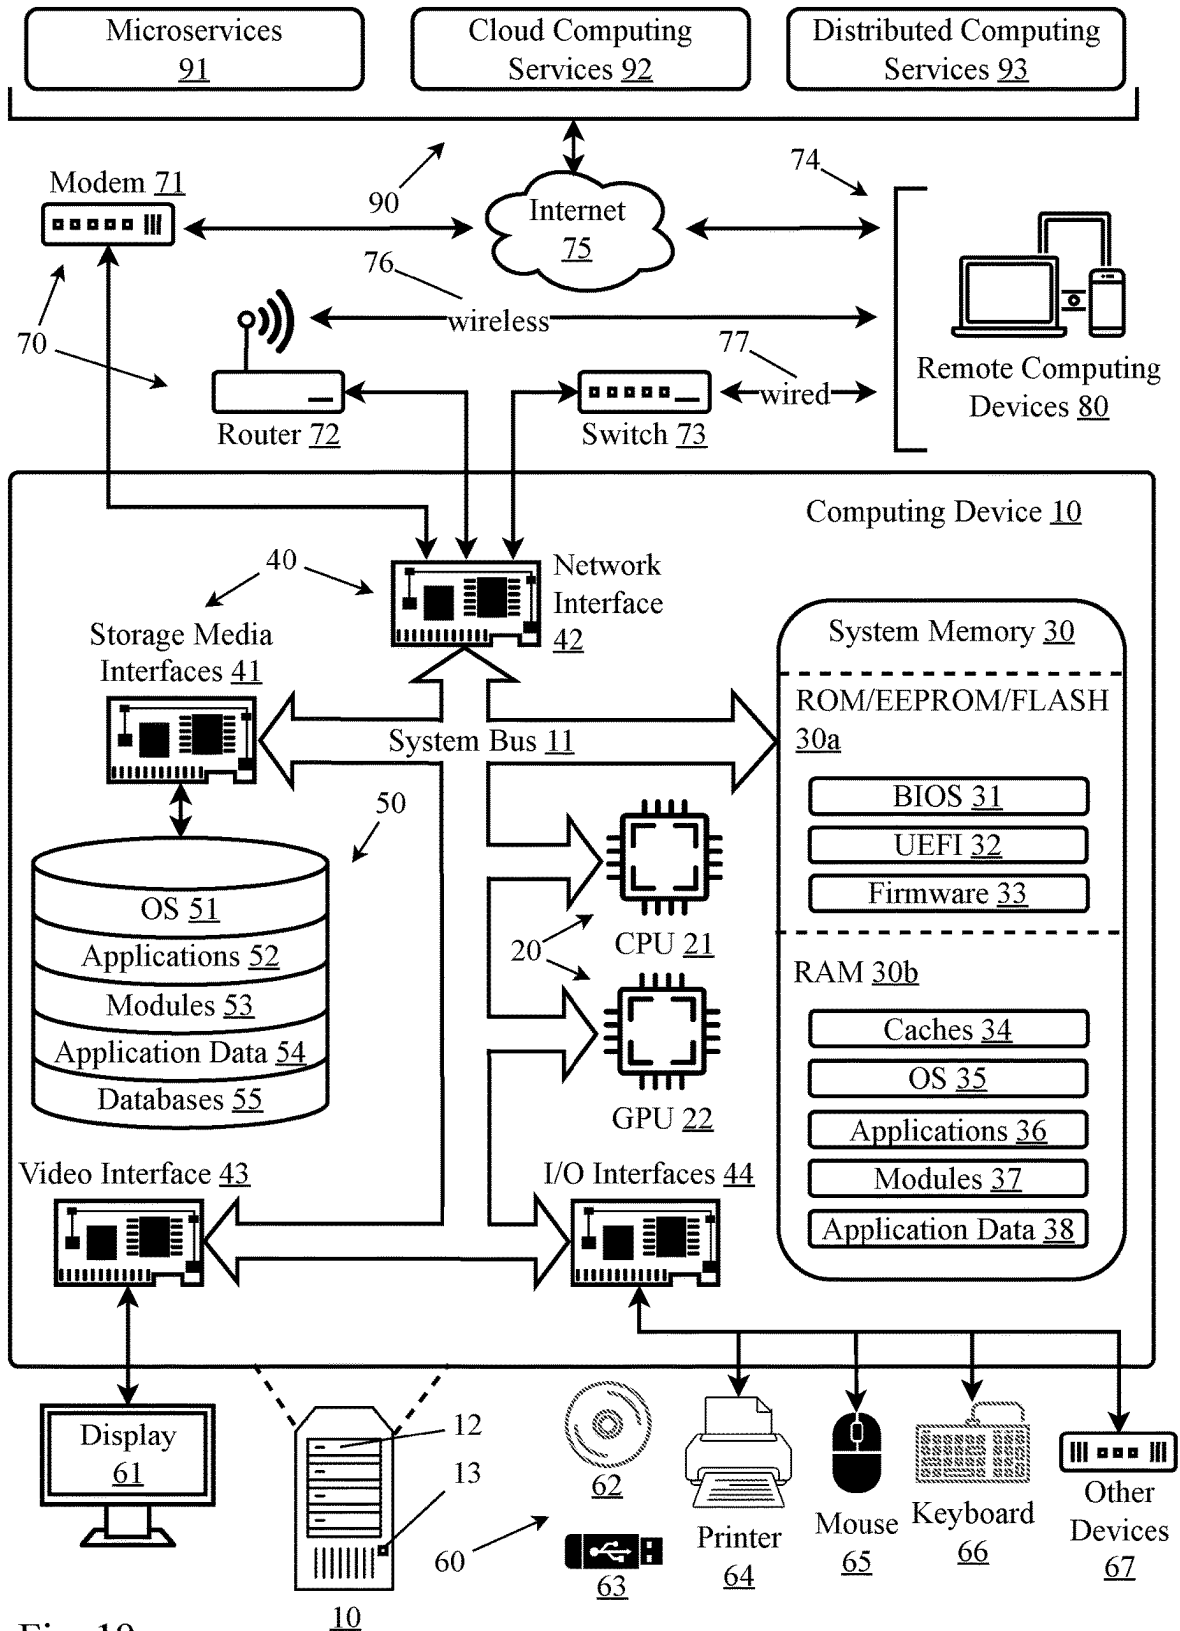 Microservices
91
Cloud Computing
Services 92
Distributed Computing
Services 93
74
90
Modem 71
Internet
75
76
wireless
70
77
wired
Remote Computing
Devices 80
Router 72
Switch 73
Computing Device 10
40
Network
Interface
42
Storage Media
Interfaces 41
System Memory 30
ROM/EEPROM/FLASH
30a
System Bus 11
BIOS 31
UEFI 32
Firmware 33
50
CPU 21
20
GPU 22
OS 51
Applications 52
Modules 53
Application Data 54
Databases 55
RAM 30b
Caches 34
OS 35
Applications 36
Modules 37
Application Data 38
Video Interface 43
I/O Interfaces 44
Display
61
12
13
10
60
62
63
Printer
64
Mouse
65
Keyboard
66
Other
Devices
67